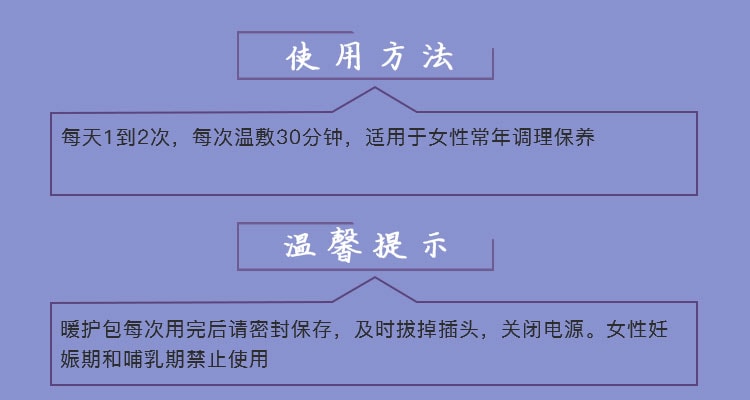 使用方法
每天1到2次，每次温敷30分钟，适用于女性常年调理保养
温馨提示
暖护包每次用完后请密封保存，及时拔掉插头，关闭电源。女性妊
娠期和哺乳期禁止使用